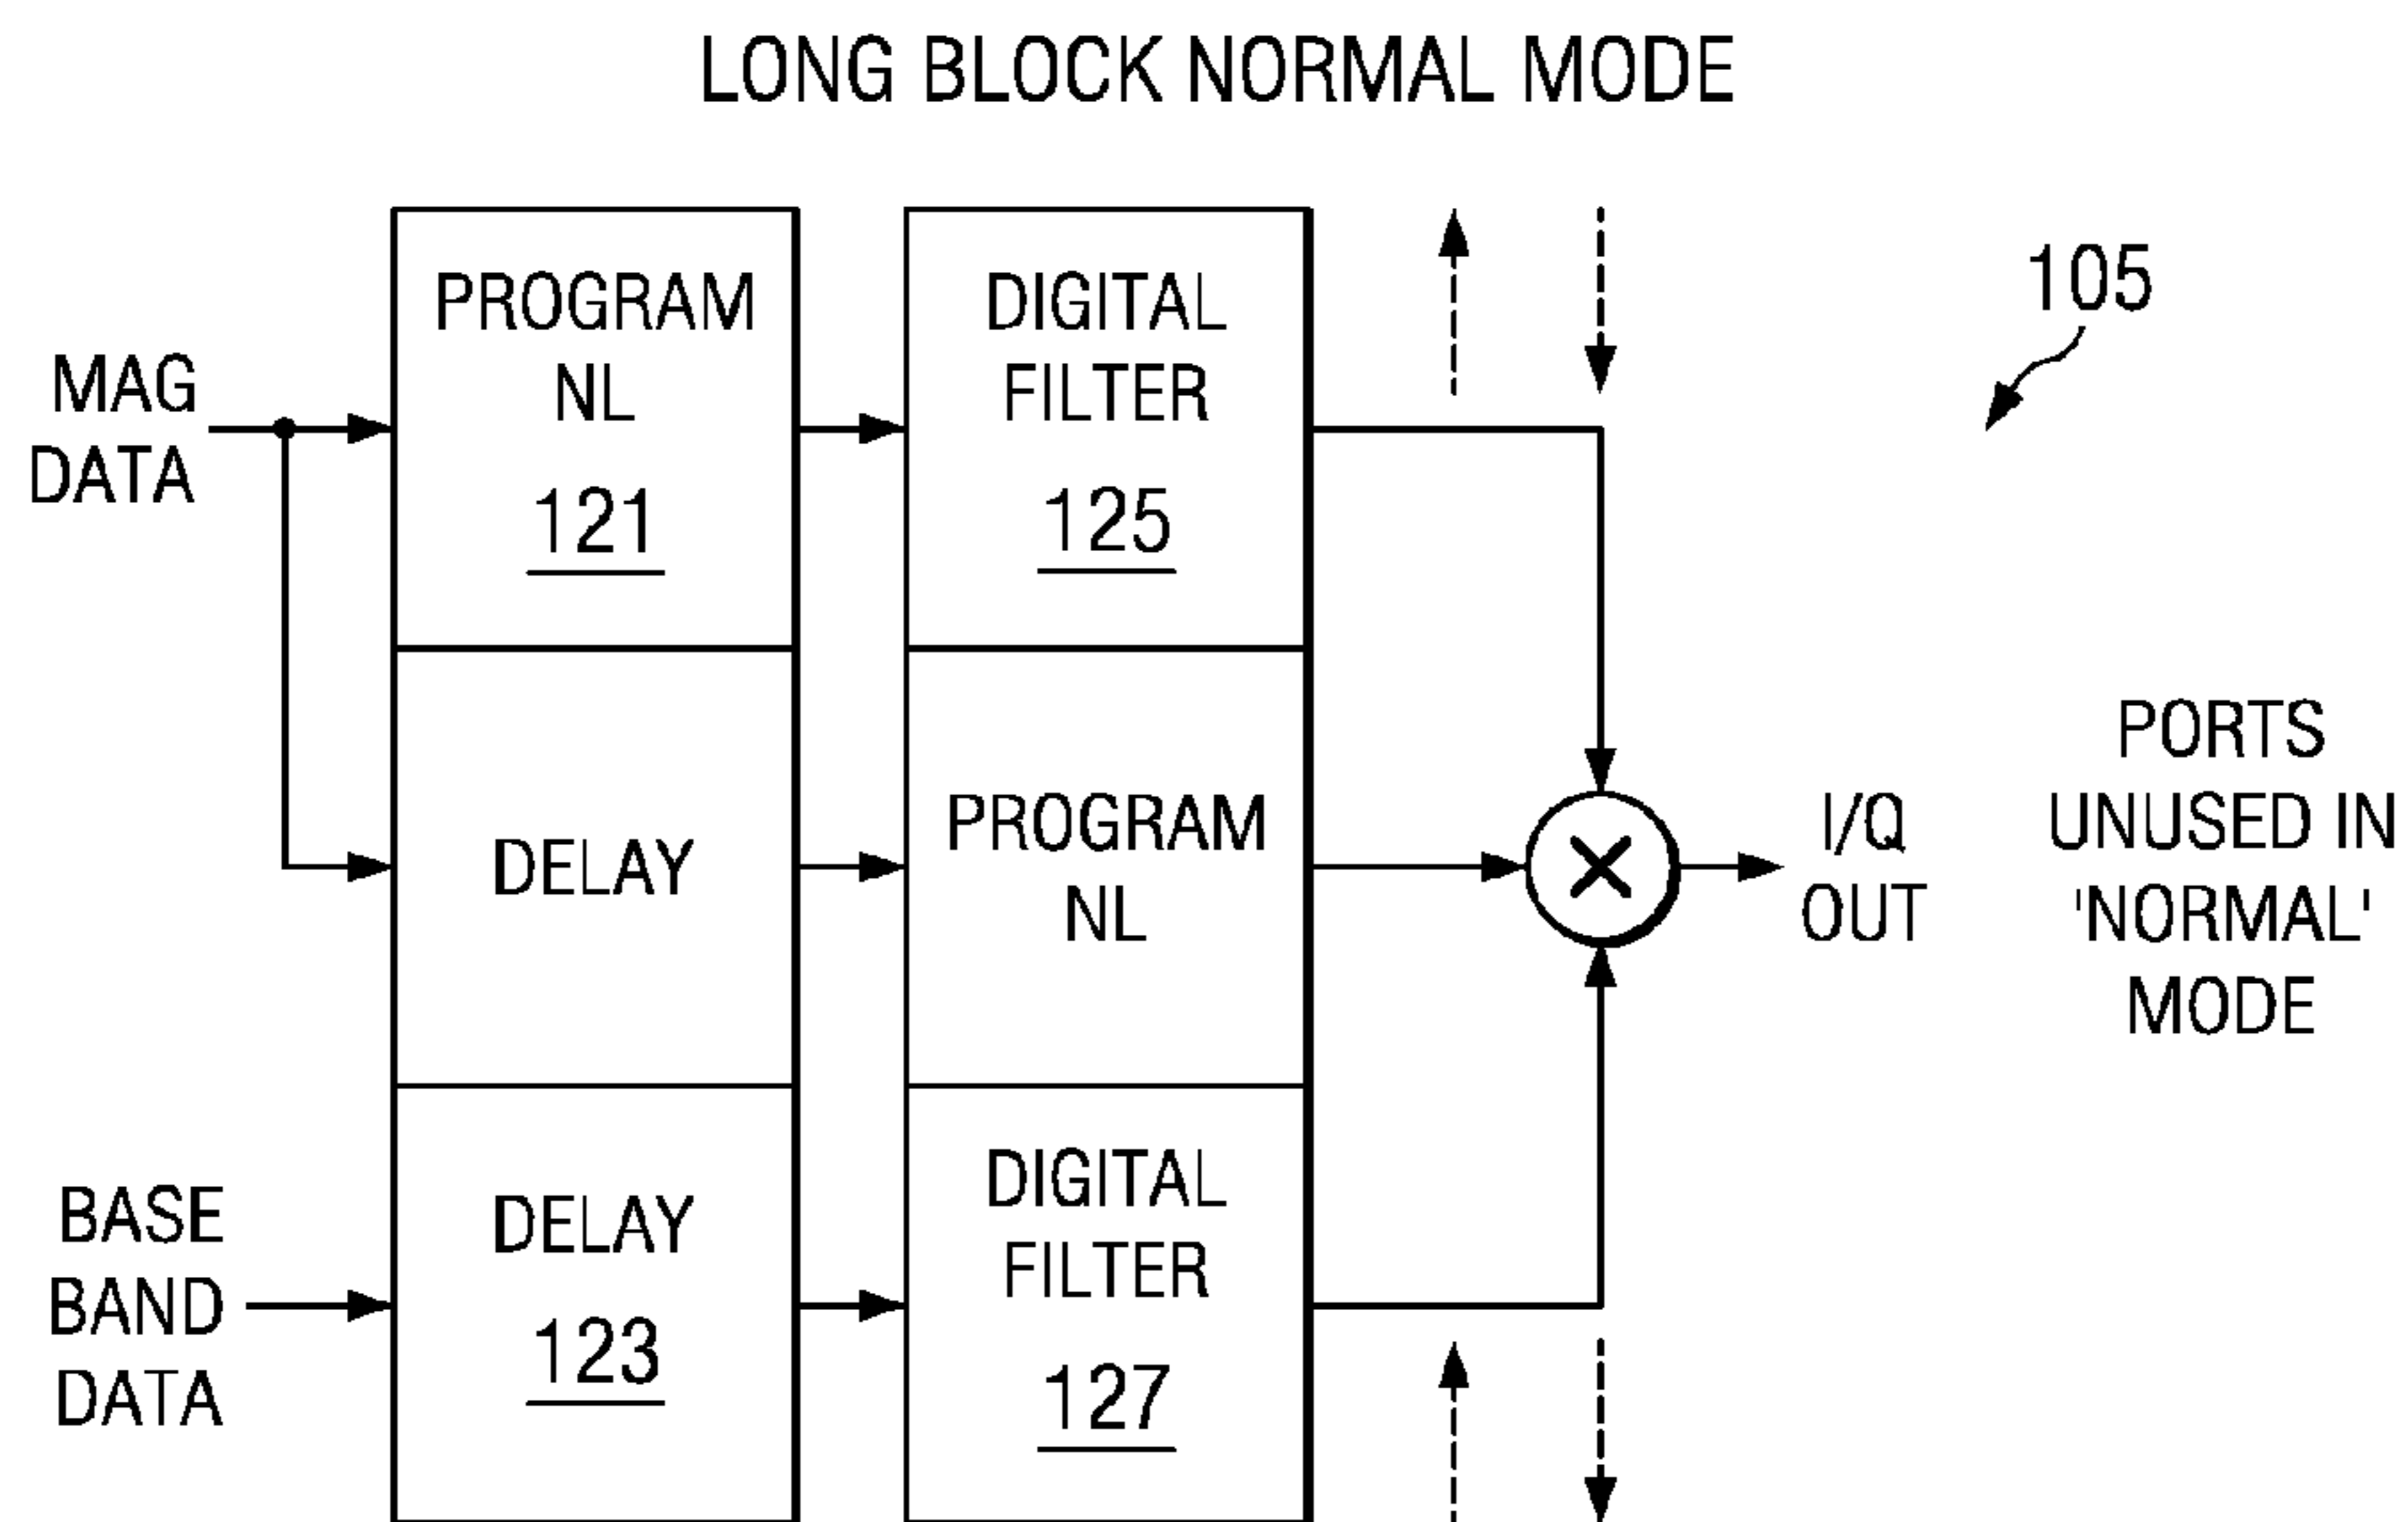 LONG BLOCK NORMAL MODE
105
MAG
DATA
PROGRAM
NL
121
DIGITAL
FILTER
125
DELAY
PROGRAM
NL
I/Q
OUT
PORTS
UNUSED IN
'NORMAL'
MODE
BASE
BAND
DATA
DELAY
123
DIGITAL
FILTER
127